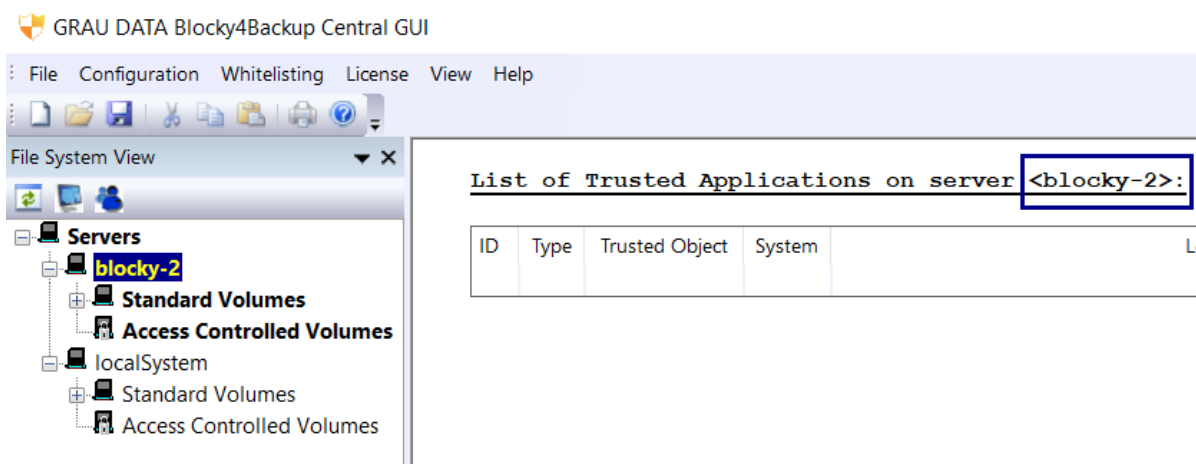 GRAU DATA Blocky4Backup Central GUI
File Configuration Whitelisting License View Help
File System View
Servers
blocky-2
Standard Volumes
Access Controlled Volumes
localSystem
Standard Volumes
Access Controlled Volumes
List of Trusted Applications on server <blocky-2>:
ID Type Trusted Object System